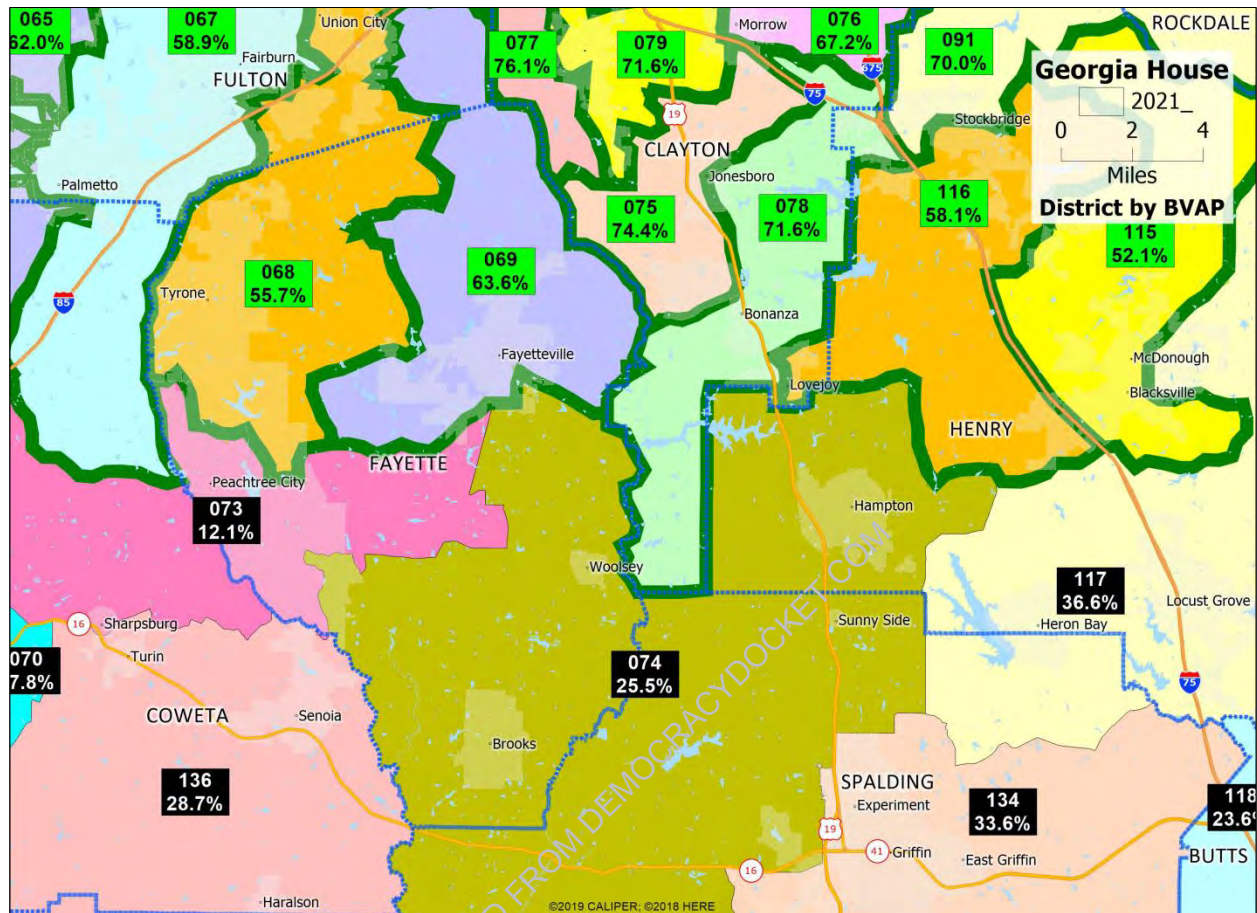 065
62.0%
067
58.9%
Union City
Fairburn
FULTON
077
76.1%
079
71.6%
Morrow
076
67.2%
675
091
70.0%
ROCKDALE
Georgia House
2021_
0 2 4
Miles
District by BVAP
75
19
Stockbridge
CLAYTON
Palmetto
Jonesboro
075
74.4%
078
71.6%
116
58.1%
115
52.1%
85
Tyrone
068
55.7%
069
63.6%
Bonanza
Fayetteville
McDonough
Lovejoy
Blacksville
HENRY
FAYETTE
Peachtree City
073
12.1%
Hampton
Woolsey
117
36.6%
Locust Grove
Heron Bay
Sunny Side
16
Sharpsburg
Turin
070
7.8%
074
25.5%
75
COWETA
Senoia
Brooks
136
28.7%
SPALDING
Experiment
134
33.6%
118
23.6%
19
41
Griffin
East Griffin
BUTTS
16
Haralson
D FROM DEMOCRACYDOCKET.COM
©2019 CALIPER; ©2018 HERE